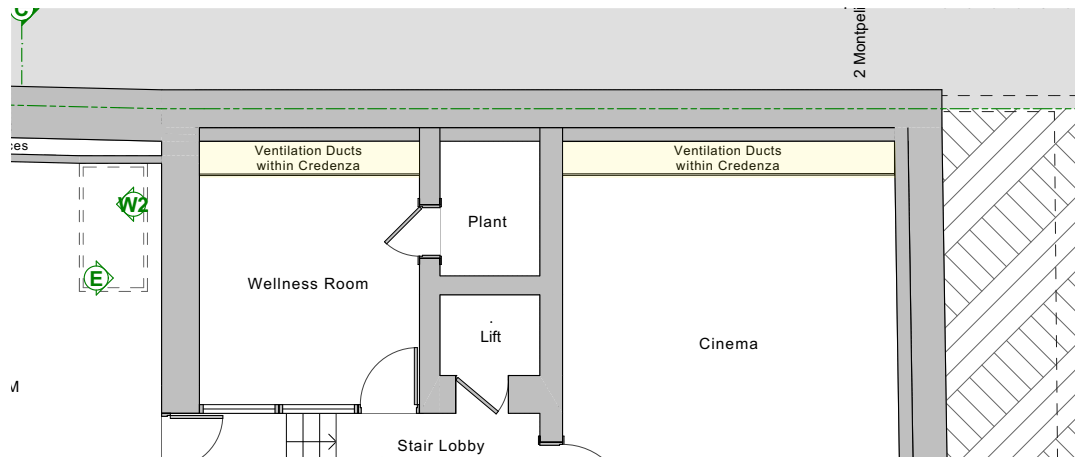 C
2 Montpeli
ces
Ventilation Ducts
within Credenza
Ventilation Ducts
within Credenza
W2
Plant
E
Wellness Room
Lift
Cinema
M
Stair Lobby